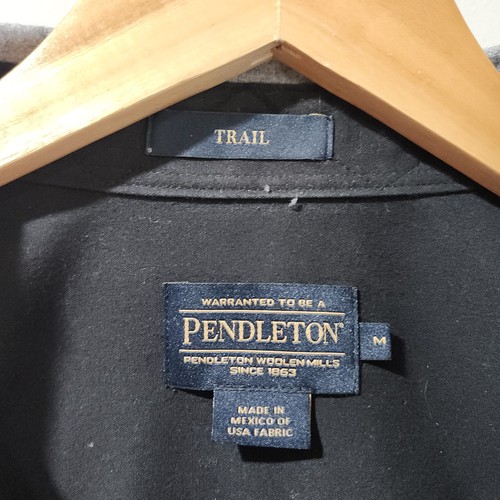 TRAIL
WARRANTED TO BE A
PENDLETON®
PENDLETON WOOLEN MILLS
SINCE 1863
M
MADE IN
MEXICO OF
USA FABRIC